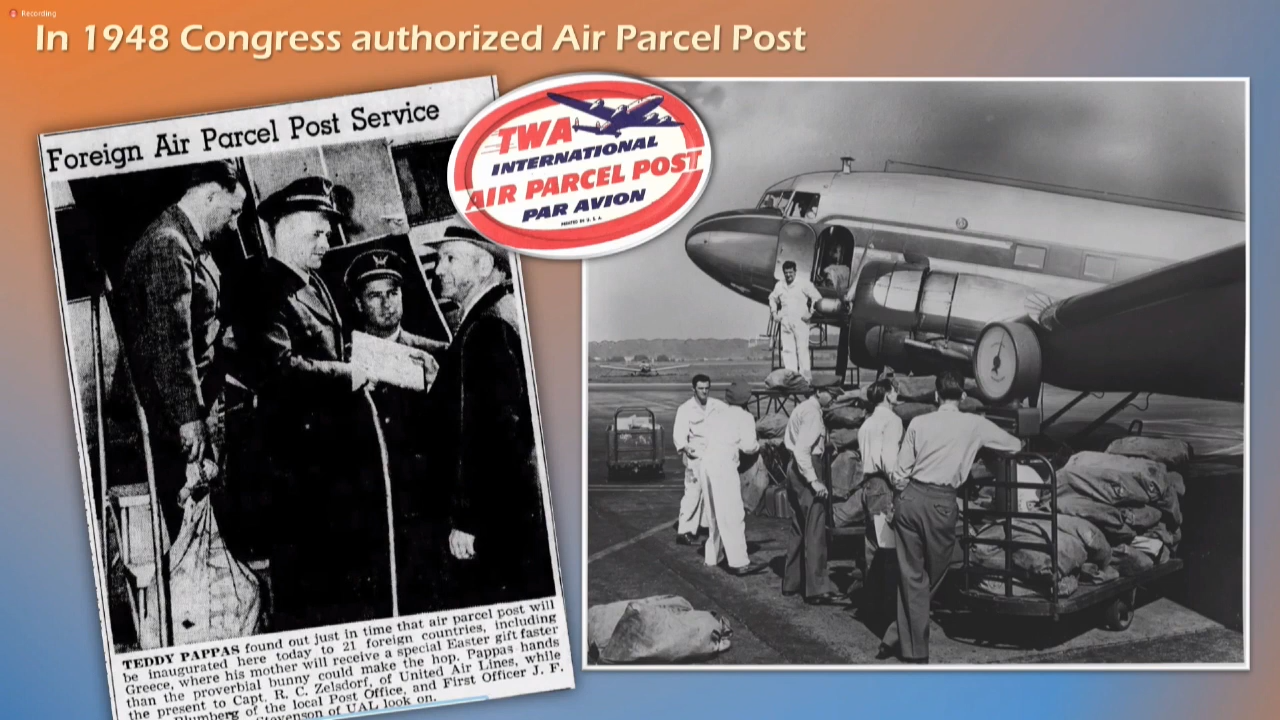 Recording
In 1948 Congress authorized Air Parcel Post
Foreign Air Parcel Post Service
TWA
INTERNATIONAL
AIR PARCEL POST
PAR AVION
PRINTED IN U.S.A.
TEDDY PAPPAS found out just in time that air parcel post will
be inaugurated here today to 21 foreign countries, including
Greece, where his mother will receive a special Easter gift faster
than the proverbial bunny could make the hop. Pappas hands
the present to Capt. R. C. Zelsdorf, of United Air Lines, while
Plumberg of the local Post Office, and First Officer J. F.
Stevenson of UAL look on.